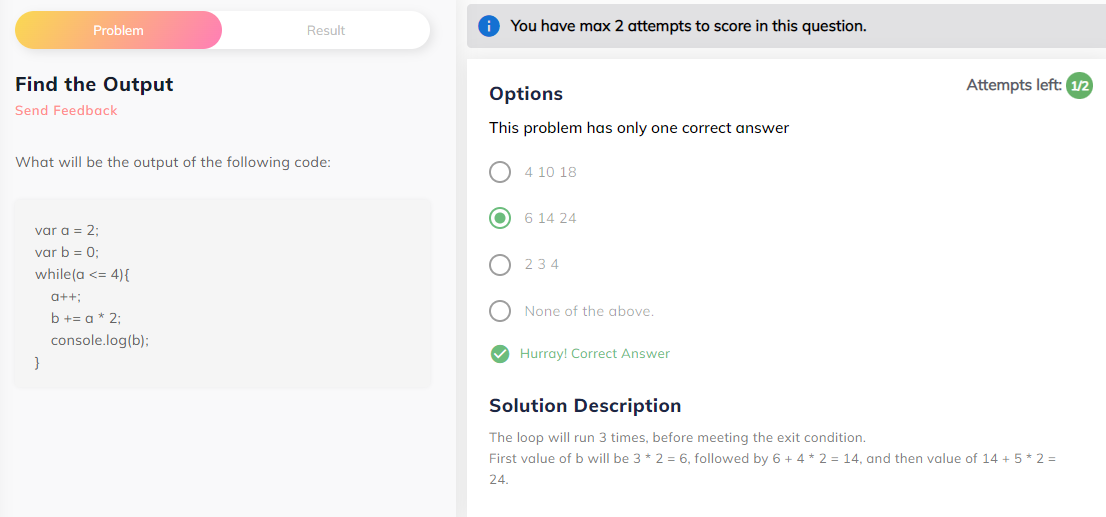 Problem
Result
Find the Output
Send Feedback
What will be the output of the following code:
var a = 2;
var b = 0;
while(a <= 4){
    a++;
    b += a * 2;
    console.log(b);
}
You have max 2 attempts to score in this question.
Attempts left: 1/2
Options
This problem has only one correct answer
4 10 18
6 14 24
2 3 4
None of the above.
Hurray! Correct Answer
Solution Description
The loop will run 3 times, before meeting the exit condition.
First value of b will be 3 * 2 = 6, followed by 6 + 4 * 2 = 14, and then value of 14 + 5 * 2 =
24.